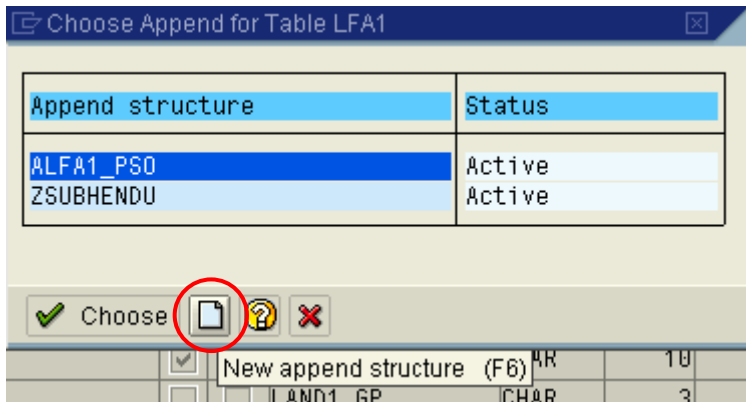 Choose Append for Table LFA1
Append structure Status
ALFA1_PSO Active
ZSUBHENDU Active
Choose
New append structure (F6) AR 10
LAND1_GP CHAR 3